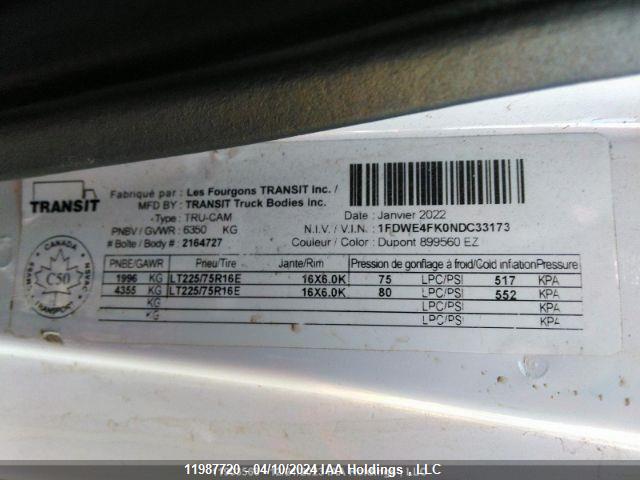 TRANSIT
Fabriqué par : Les Fourgons TRANSIT Inc. /
MFD BY : TRANSIT Truck Bodies Inc.
-Type : TRU-CAM
PNBV / GVWR : 6350 KG
# Boîte / Body # : 2164727
Date : Janvier 2022
N.I.V. / V.I.N. : 1FDWE4FK0NDC33173
Couleur / Color : Dupont 899560 EZ
CANADA
C50
TRANSPORT
PNBE/GAWR Pneu/Tire Jante/Rim Pression de gonflage à froid/Cold inflationPressure
1996 KG LT225/75R16E 16X6.0K 75 LPC/PSI 517 KPA
4355 KG LT225/75R16E 16X6.0K 80 LPC/PSI 552 KPA
KG LPC/PSI KPA
KG LPC/PSI KPA
11987720 - 04/10/2024 IAA Holdings , LLC